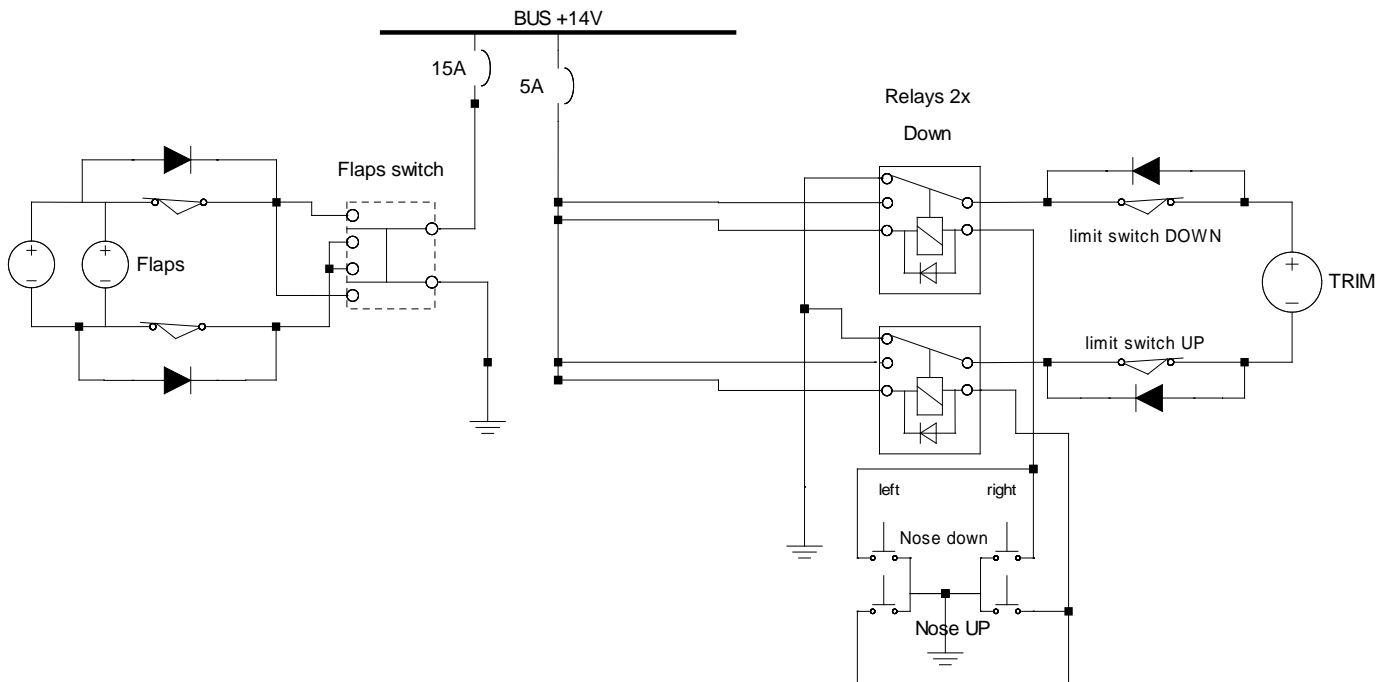 BUS +14V
15A
5A
Relays 2x
Down
Flaps switch
Flaps
+
−
+
−
limit switch DOWN
+
−
TRIM
limit switch UP
left
right
Nose down
Nose UP